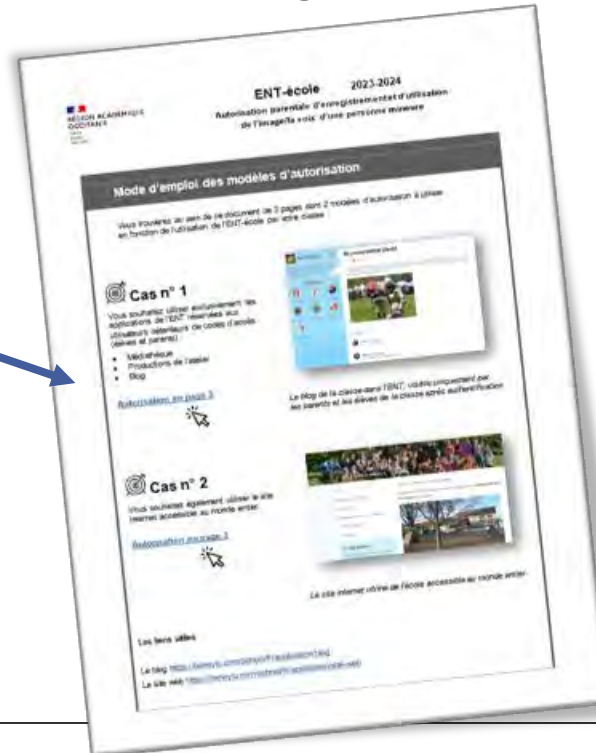 RÉGION ACADÉMIQUE
OCCITANIE
ENT-école 2023-2024
Autorisation parentale d'enregistrement et d'utilisation
de l'image/la voix d'une personne mineure
Mode d'emploi des modèles d'autorisation
Vous trouverez au sein de ce document de 3 pages dont 2 modèles d'autorisation à utiliser
en fonction de l'utilisation de l'ENT-école par votre classe
Cas n° 1
Vous souhaitez utiliser exclusivement les
applications de l'ENT réservées aux
utilisateurs détenteurs de codes d'accès
(élèves et parents)
• Médiathèque
• Productions de l'atelier
• Blog
Autorisation en page 2
Le blog de la classe dans l'ENT, visible uniquement par
les parents et les élèves de la classe après authentification
Cas n° 2
Vous souhaitez également utiliser le site
Internet accessible au monde entier.
Autorisation en page 3
Le site internet vitrine de l'école accessible au monde entier
Les liens utiles
Le blog
Le site web